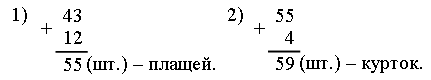 1) 43 2) 55
+ +
12 4
55 (шт.) – плащей. 59 (шт.) – курток.